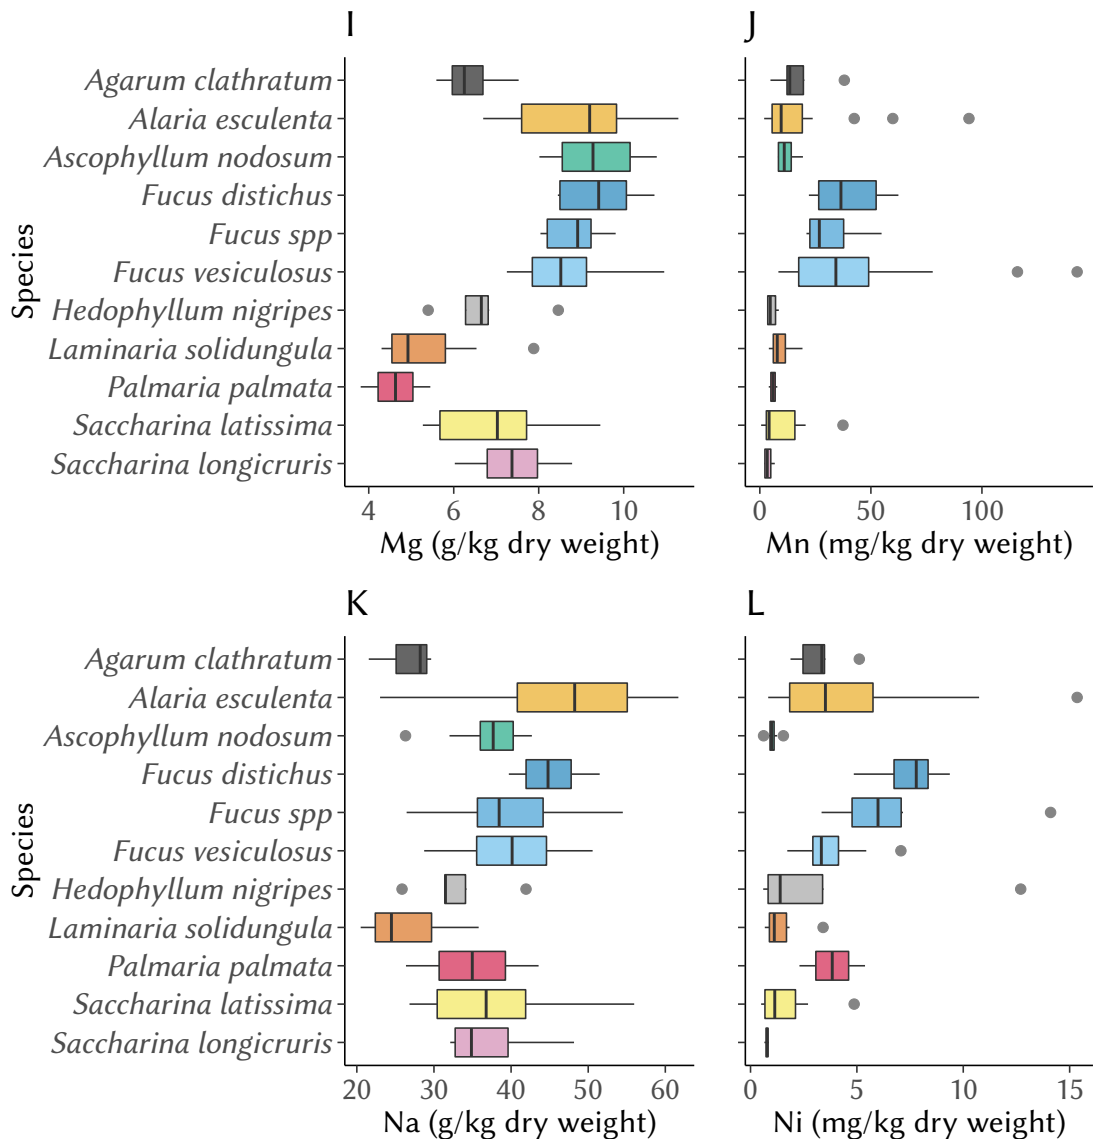 I
J
Species
Agarum clathratum
Alaria esculenta
Ascophyllum nodosum
Fucus distichus
Fucus spp
Fucus vesiculosus
Hedophyllum nigripes
Laminaria solidungula
Palmaria palmata
Saccharina latissima
Saccharina longicruris
4 6 8 10
0 50 100
Mg (g/kg dry weight)
Mn (mg/kg dry weight)
K
L
Species
Agarum clathratum
Alaria esculenta
Ascophyllum nodosum
Fucus distichus
Fucus spp
Fucus vesiculosus
Hedophyllum nigripes
Laminaria solidungula
Palmaria palmata
Saccharina latissima
Saccharina longicruris
20 30 40 50 60
0 5 10 15
Na (g/kg dry weight)
Ni (mg/kg dry weight)